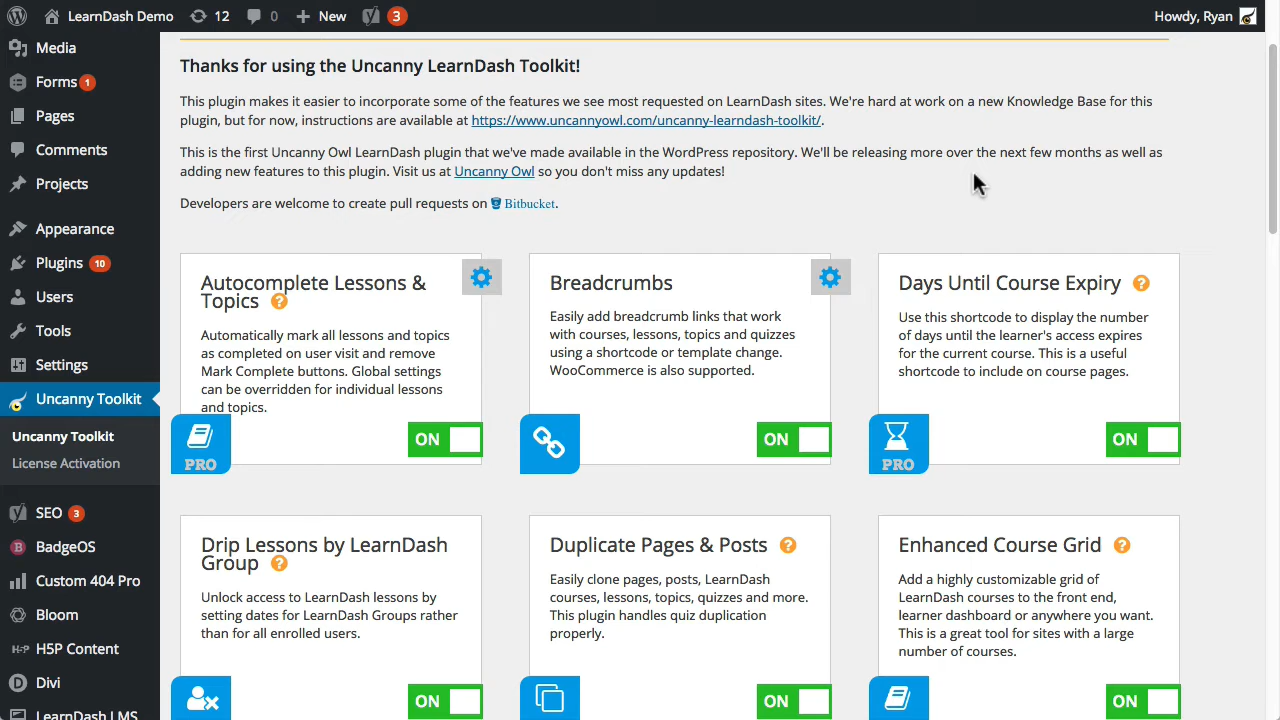 LearnDash Demo 12 0 New 3 Howdy, Ryan
Media
Forms 1
Pages
Comments
Projects
Appearance
Plugins 10
Users
Tools
Settings
Uncanny Toolkit
Uncanny Toolkit
License Activation
SEO 3
BadgeOS
Custom 404 Pro
Bloom
H5P Content
Divi
LearnDash LMS
Thanks for using the Uncanny LearnDash Toolkit!
This plugin makes it easier to incorporate some of the features we see most requested on LearnDash sites. We're hard at work on a new Knowledge Base for this
plugin, but for now, instructions are available at https://www.uncannyowl.com/uncanny-learndash-toolkit/.
This is the first Uncanny Owl LearnDash plugin that we've made available in the WordPress repository. We'll be releasing more over the next few months as well as
adding new features to this plugin. Visit us at Uncanny Owl so you don't miss any updates!
Developers are welcome to create pull requests on Bitbucket.
Autocomplete Lessons &
Topics ?
Automatically mark all lessons and topics
as completed on user visit and remove
Mark Complete buttons. Global settings
can be overridden for individual lessons
and topics.
PRO
ON
Breadcrumbs
Easily add breadcrumb links that work
with courses, lessons, topics and quizzes
using a shortcode or template change.
WooCommerce is also supported.
ON
Days Until Course Expiry ?
Use this shortcode to display the number
of days until the learner's access expires
for the current course. This is a useful
shortcode to include on course pages.
PRO
ON
Drip Lessons by LearnDash
Group ?
Unlock access to LearnDash lessons by
setting dates for LearnDash Groups rather
than for all enrolled users.
ON
Duplicate Pages & Posts ?
Easily clone pages, posts, LearnDash
courses, lessons, topics, quizzes and more.
This plugin handles quiz duplication
properly.
ON
Enhanced Course Grid ?
Add a highly customizable grid of
LearnDash courses to the front end,
learner dashboard or anywhere you want.
This is a great tool for sites with a large
number of courses.
ON